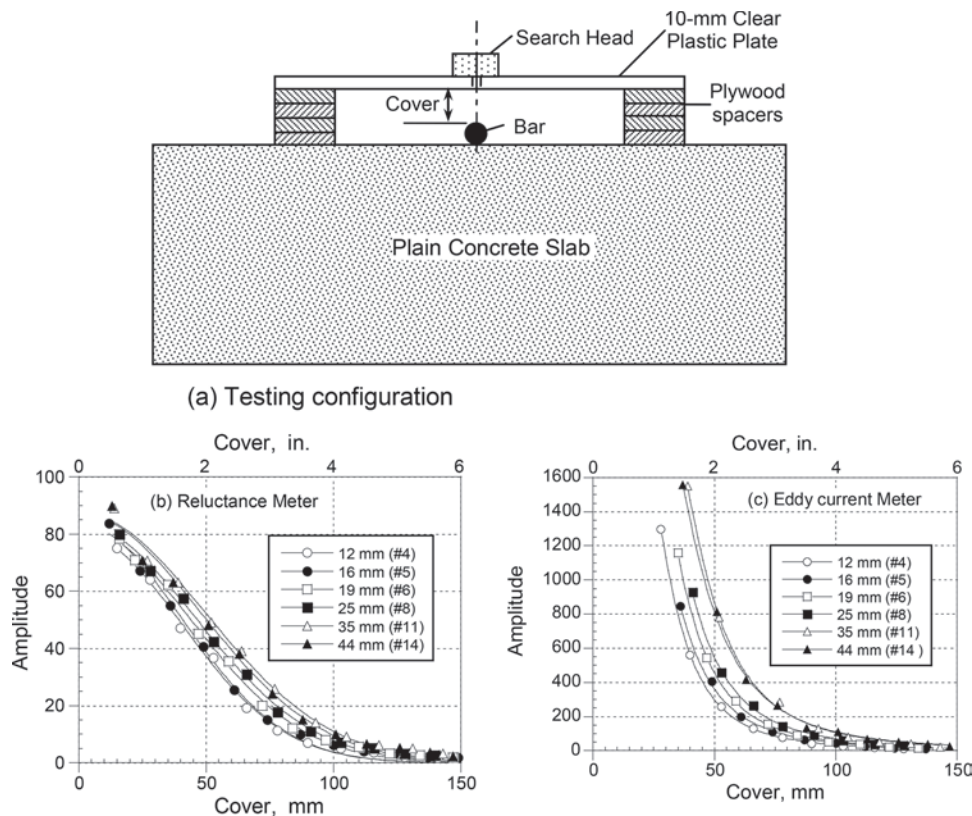 10-mm Clear
Plastic Plate
Search Head
Plywood
spacers
Cover
Bar
Plain Concrete Slab
(a) Testing configuration
Cover, in.
0 2 4 6
100
80
60
40
20
0
Amplitude
(b) Reluctance Meter
12 mm (#4)
16 mm (#5)
19 mm (#6)
25 mm (#8)
35 mm (#11)
44 mm (#14)
0 50 100 150
Cover, mm
Cover, in.
0 2 4 6
1600
1400
1200
1000
800
600
400
200
0
Amplitude
(c) Eddy current Meter
12 mm (#4)
16 mm (#5)
19 mm (#6)
25 mm (#8)
35 mm (#11)
44 mm (#14 )
0 50 100 150
Cover, mm